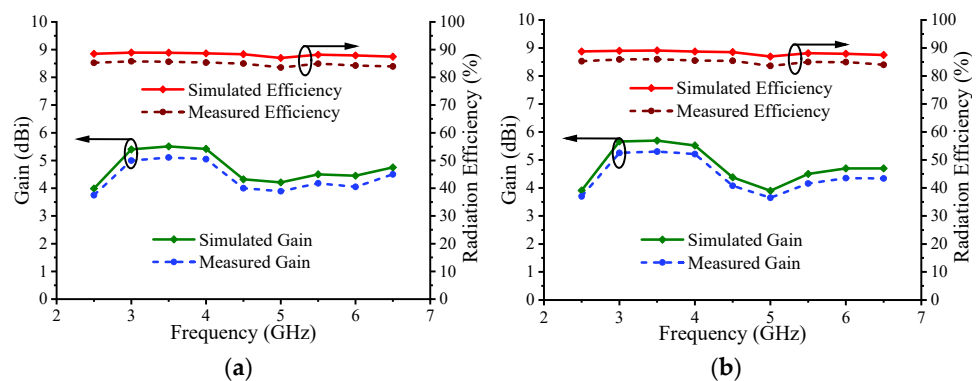 10
9
8
7
6
5
4
3
2
1
0
Gain (dBi)
100
90
80
70
60
50
40
30
20
10
0
Radiation Efficiency (%)
Simulated Efficiency
Measured Efficiency
Simulated Gain
Measured Gain
2 3 4 5 6 7
Frequency (GHz)
(a)
10
9
8
7
6
5
4
3
2
1
0
Gain (dBi)
100
90
80
70
60
50
40
30
20
10
0
Radiation Efficiency (%)
Simulated Efficiency
Measured Efficiency
Simulated Gain
Measured Gain
2 3 4 5 6 7
Frequency (GHz)
(b)